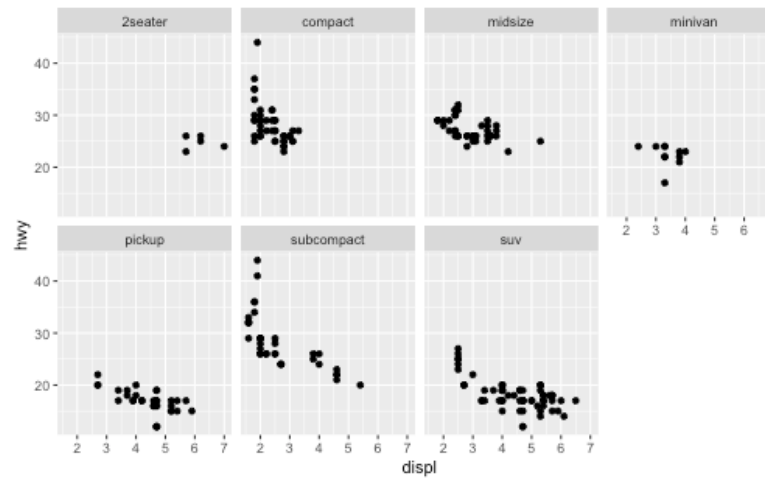 2seater compact midsize minivan
40
30
20
2 3 4 5 6
hwy
pickup subcompact suv
40
30
20
2 3 4 5 6 7 2 3 4 5 6 7 2 3 4 5 6 7
displ